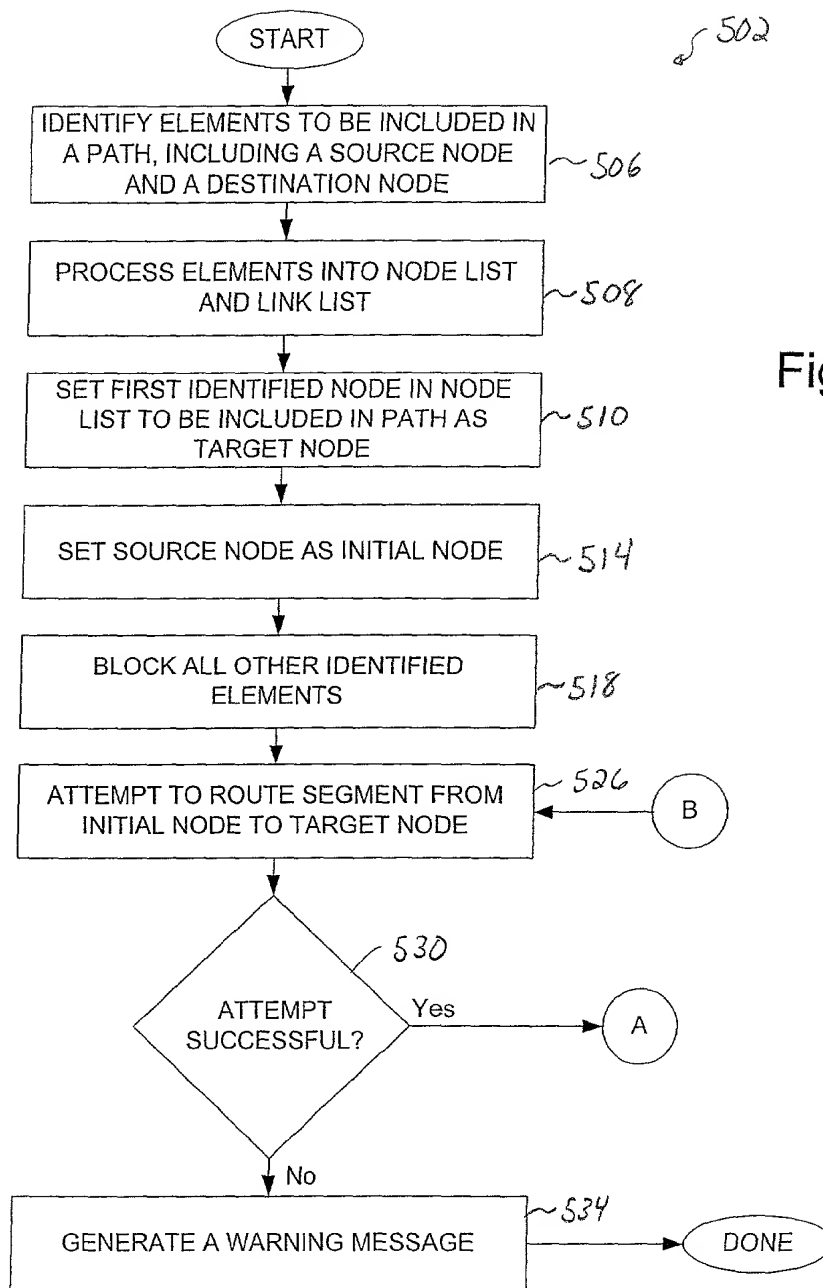 START
502
IDENTIFY ELEMENTS TO BE INCLUDED IN
A PATH, INCLUDING A SOURCE NODE
AND A DESTINATION NODE
506
PROCESS ELEMENTS INTO NODE LIST
AND LINK LIST
508
SET FIRST IDENTIFIED NODE IN NODE
LIST TO BE INCLUDED IN PATH AS
TARGET NODE
510
Fig
SET SOURCE NODE AS INITIAL NODE
514
BLOCK ALL OTHER IDENTIFIED
ELEMENTS
518
ATTEMPT TO ROUTE SEGMENT FROM
INITIAL NODE TO TARGET NODE
526
B
530
ATTEMPT
SUCCESSFUL?
Yes
A
No
GENERATE A WARNING MESSAGE
534
DONE